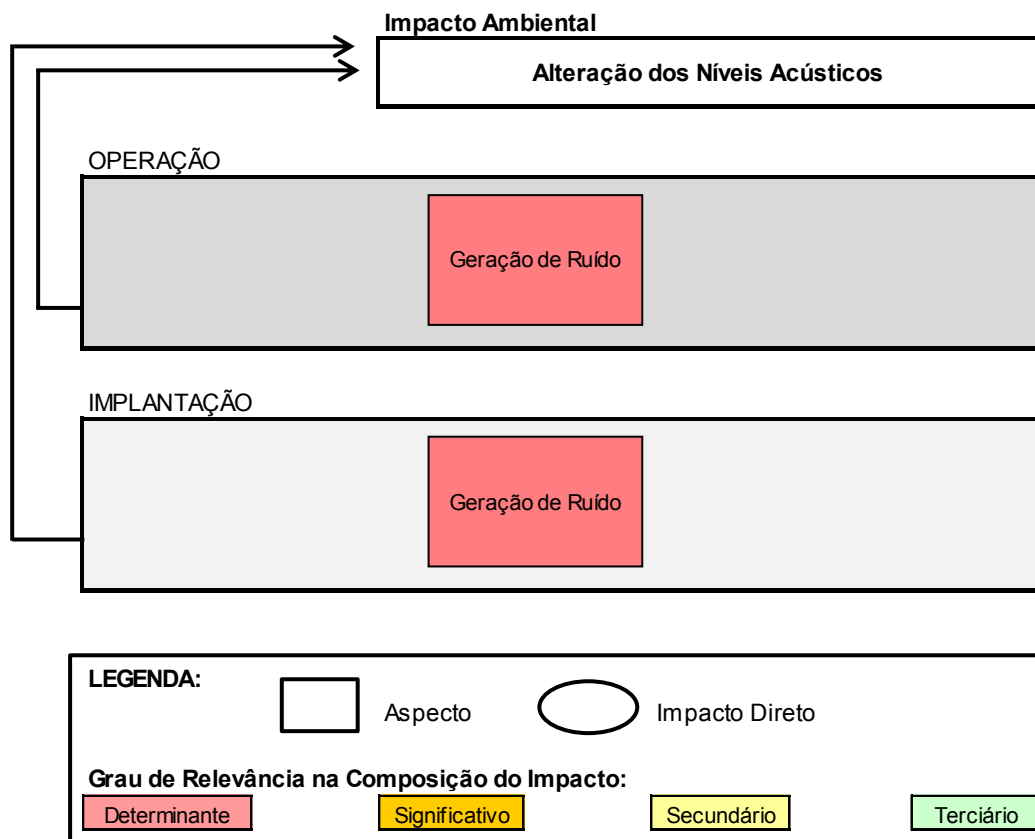 Impacto Ambiental
Alteração dos Níveis Acústicos
OPERAÇÃO
Geração de Ruído
IMPLANTAÇÃO
Geração de Ruído
LEGENDA:
Aspecto
Impacto Direto
Grau de Relevância na Composição do Impacto:
Determinante
Significativo
Secundário
Terciário